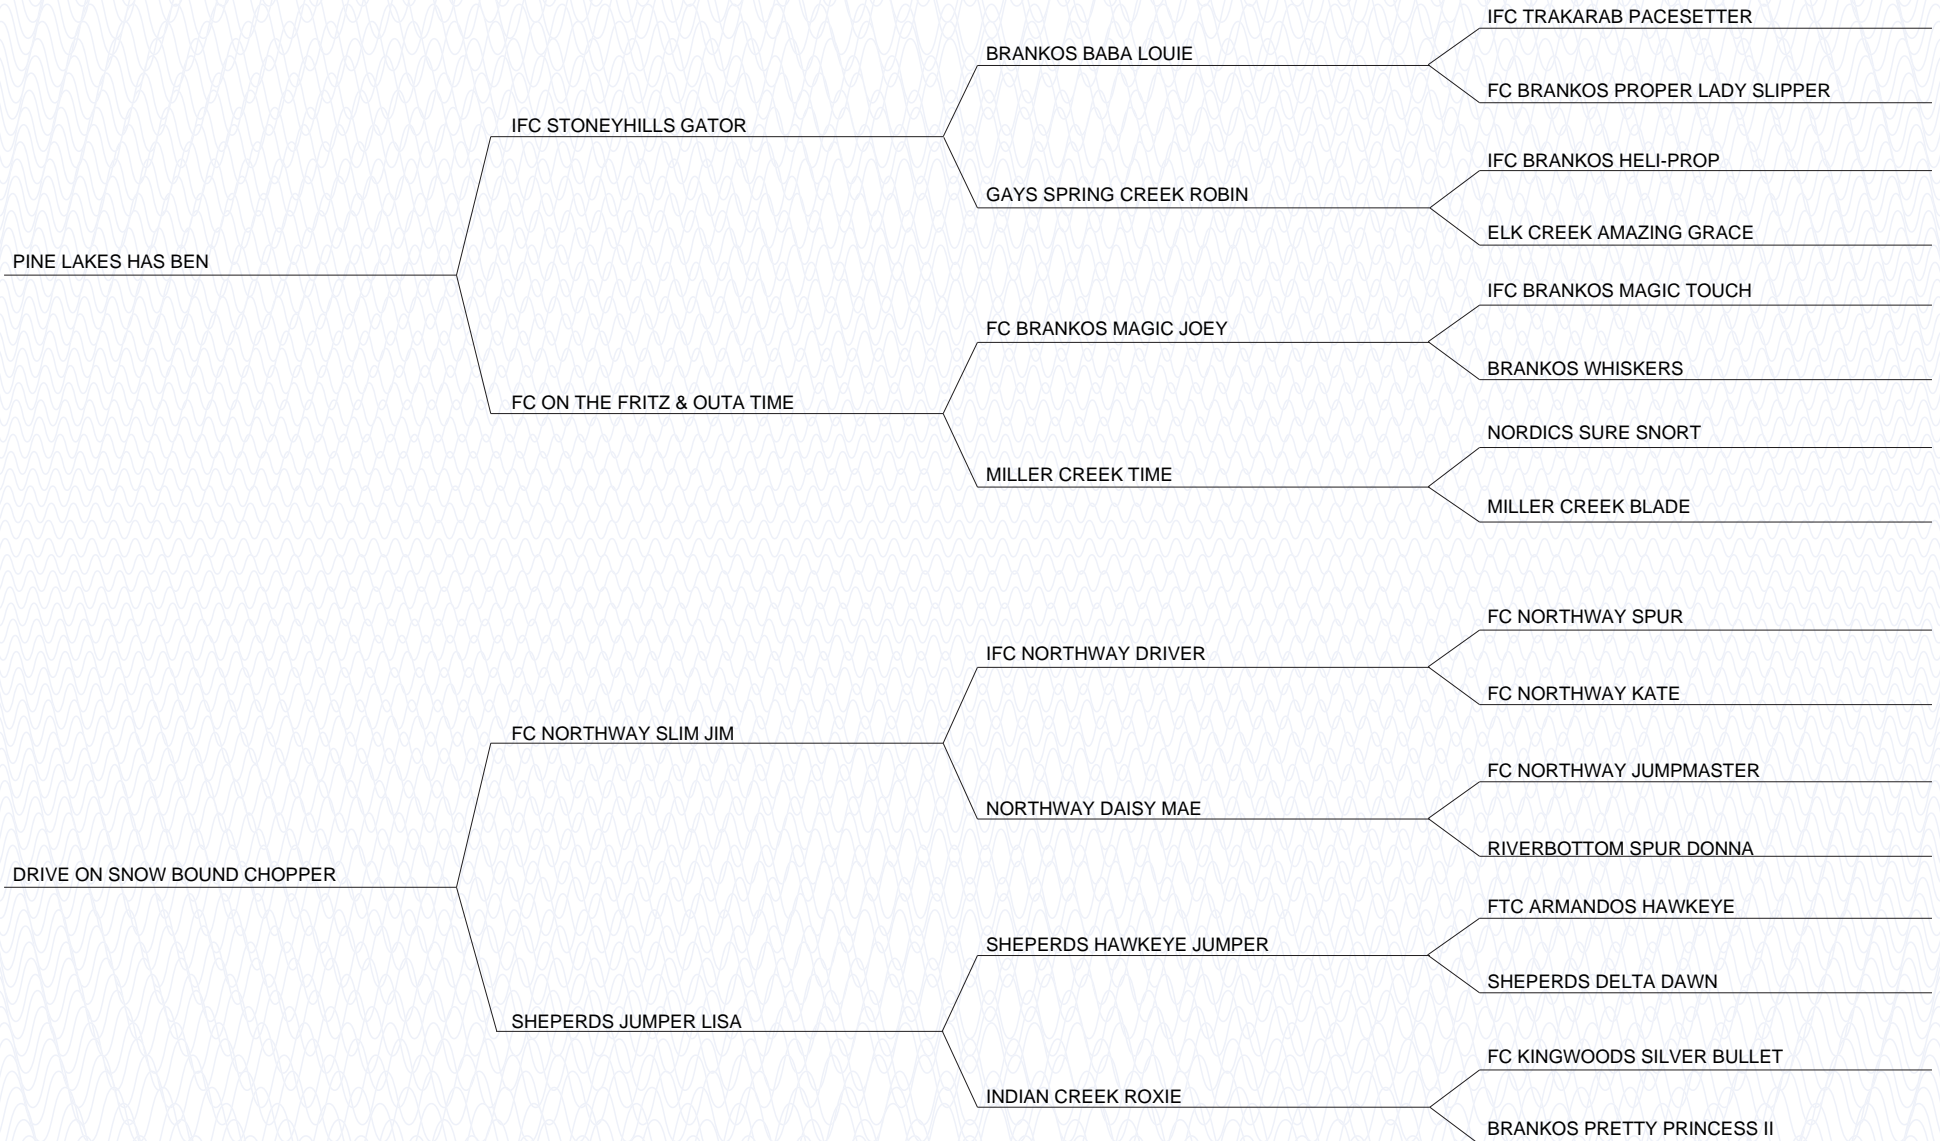 IFC TRAKARAB PACESETTER
BRANKOS BABA LOUIE
FC BRANKOS PROPER LADY SLIPPER
IFC STONEYHILLS GATOR
IFC BRANKOS HELI-PROP
GAYS SPRING CREEK ROBIN
ELK CREEK AMAZING GRACE
PINE LAKES HAS BEN
IFC BRANKOS MAGIC TOUCH
FC BRANKOS MAGIC JOEY
BRANKOS WHISKERS
FC ON THE FRITZ & OUTA TIME
NORDICS SURE SNORT
MILLER CREEK TIME
MILLER CREEK BLADE
FC NORTHWAY SPUR
IFC NORTHWAY DRIVER
FC NORTHWAY KATE
FC NORTHWAY SLIM JIM
FC NORTHWAY JUMPMASTER
NORTHWAY DAISY MAE
RIVERBOTTOM SPUR DONNA
DRIVE ON SNOW BOUND CHOPPER
FTC ARMANDOS HAWKEYE
SHEPERDS HAWKEYE JUMPER
SHEPERDS DELTA DAWN
SHEPERDS JUMPER LISA
FC KINGWOODS SILVER BULLET
INDIAN CREEK ROXIE
BRANKOS PRETTY PRINCESS II